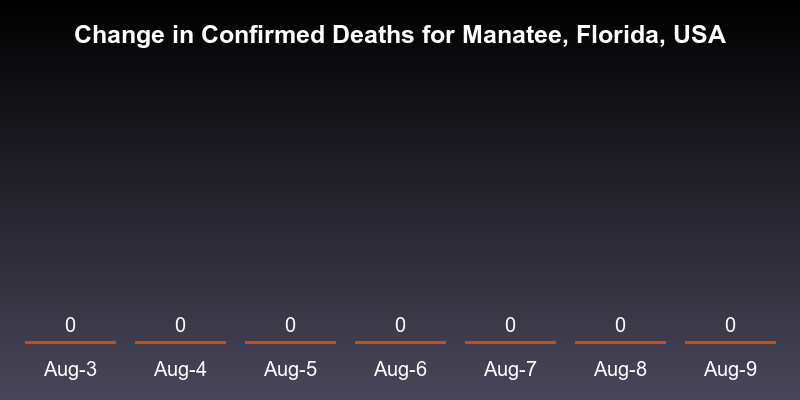 Change in Confirmed Deaths for Manatee, Florida, USA
0 0 0 0 0 0 0
Aug-3 Aug-4 Aug-5 Aug-6 Aug-7 Aug-8 Aug-9